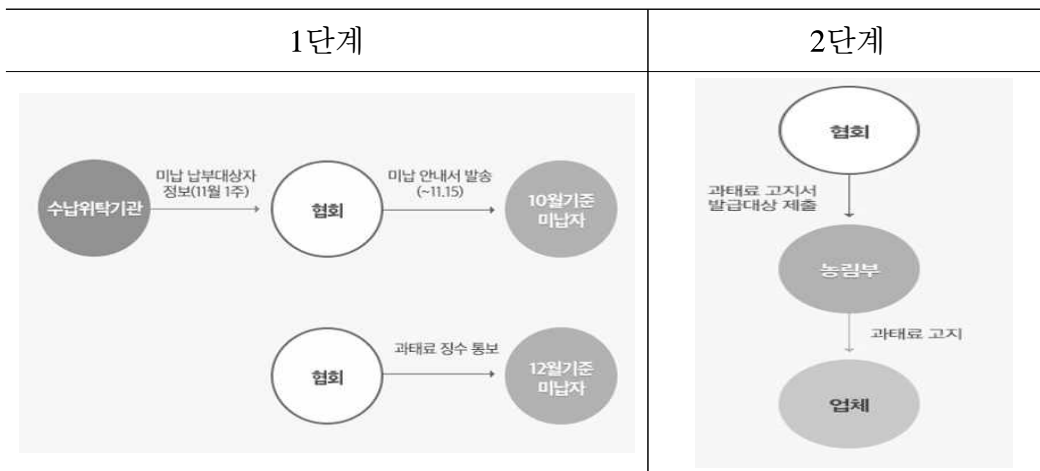 1단계
2단계
수납위탁기관
미납 납부대상자
정보(11월 1주)
협회
미납 안내서 발송
(~11.15)
10월기준
미납자
협회
과태료 징수 통보
12월기준
미납자
협회
과태료 고지서
발급대상 제출
농림부
과태료 고지
업체